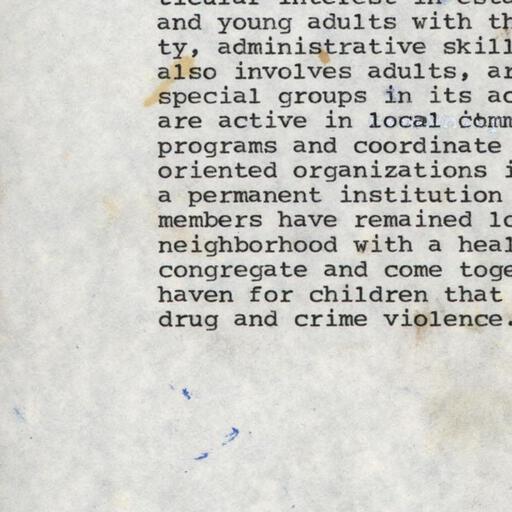 and young adults with th
ty, administrative skill
also involves adults, ar
special groups in its ac
are active in local comm
programs and coordinate
oriented organizations i
a permanent institution
members have remained lo
neighborhood with a heal
congregate and come toge
haven for children that
drug and crime violence.